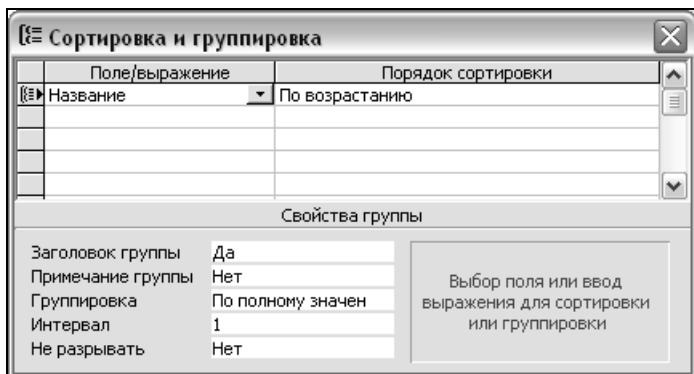 Сортировка и группировка
Поле/выражение Порядок сортировки
Название По возрастанию
Свойства группы
Заголовок группы Да
Примечание группы Нет
Группировка По полному значен
Интервал 1
Не разрывать Нет
Выбор поля или ввод
выражения для сортировки
или группировки